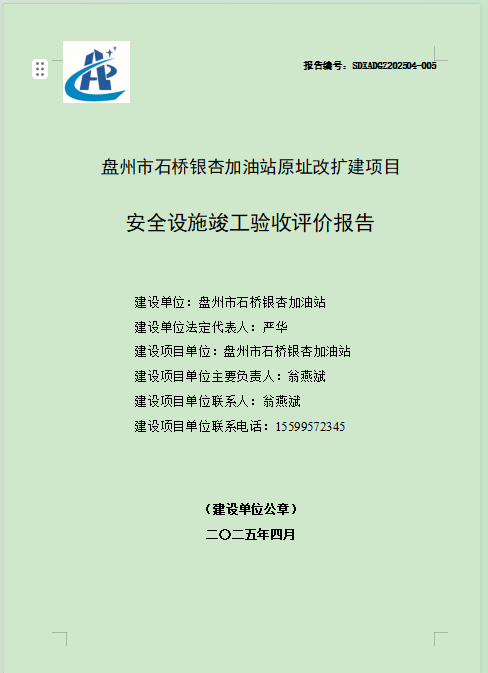 报告编号：SDXADGZ202504-005
盘州市石桥银杏加油站原址改扩建项目
安全设施竣工验收评价报告
建设单位：盘州市石桥银杏加油站
建设单位法定代表人：严华
建设项目单位：盘州市石桥银杏加油站
建设项目单位主要负责人：翁燕斌
建设项目单位联系人：翁燕斌
建设项目单位联系电话：15599572345
（建设单位公章）
二〇二五年四月